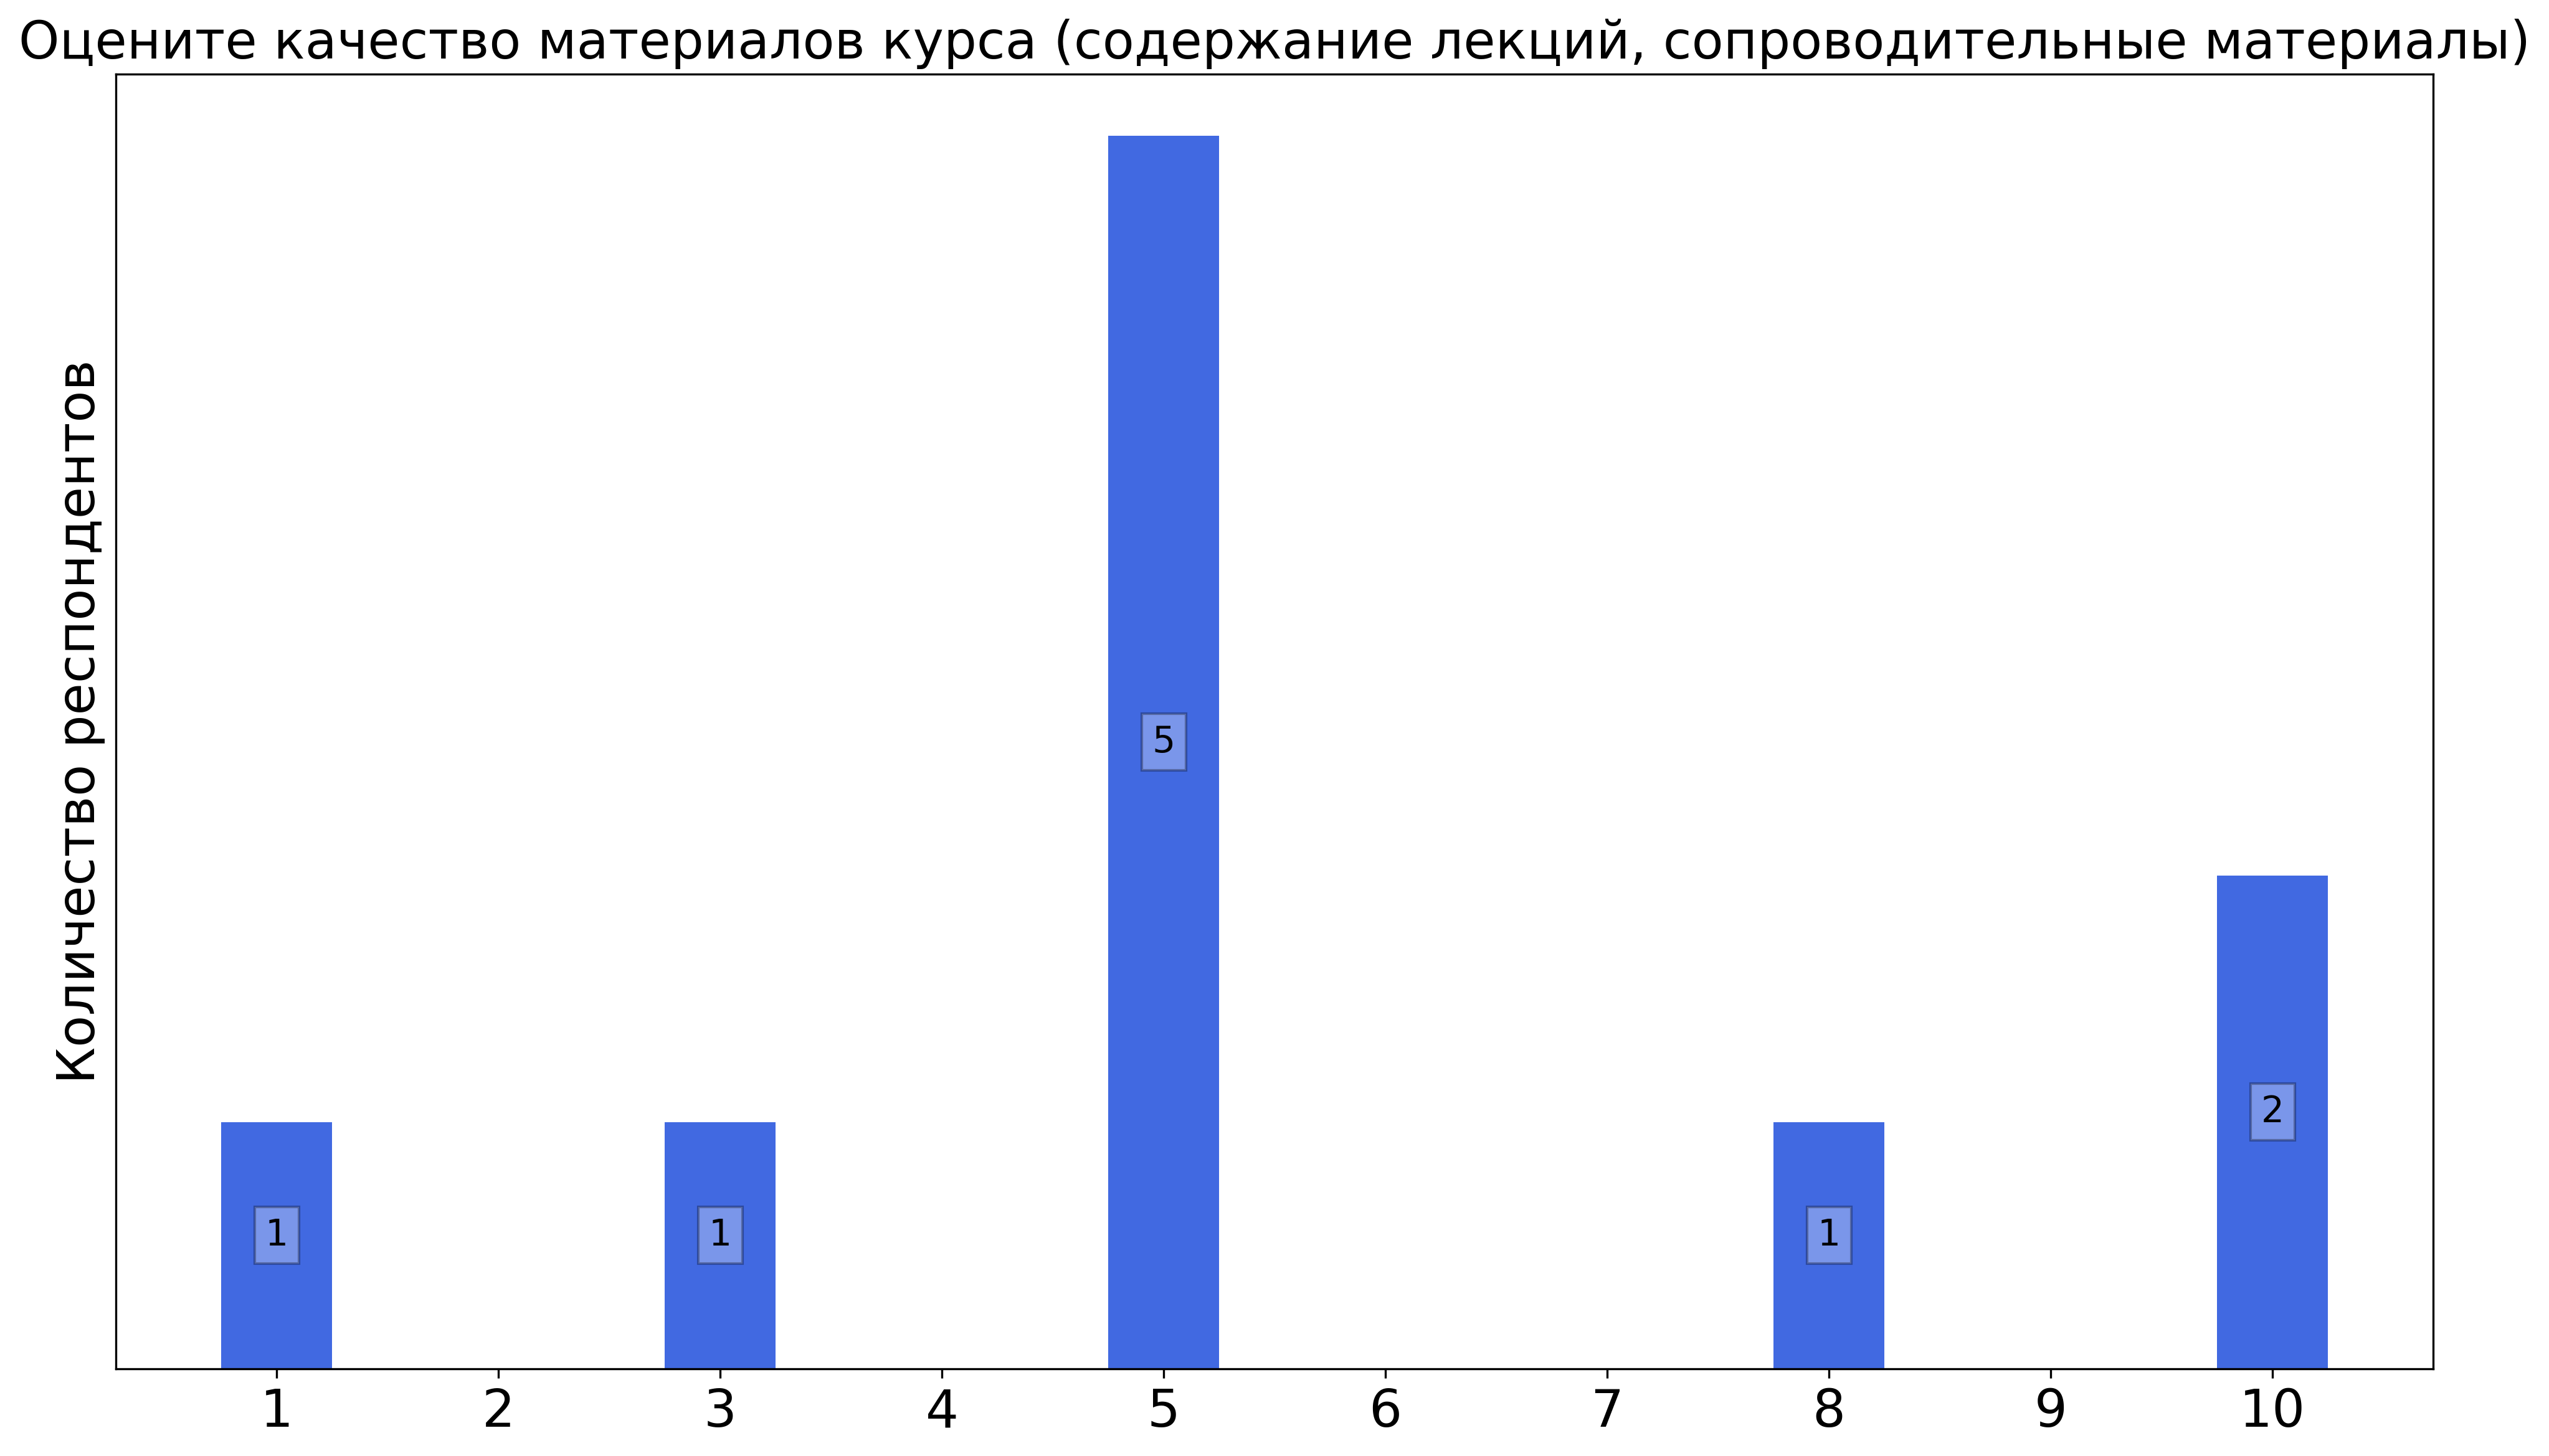 Оцените качество материалов курса (содержание лекций, сопроводительные материалы)
Количество респондентов
5
2
1
1
1
1 2 3 4 5 6 7 8 9 10